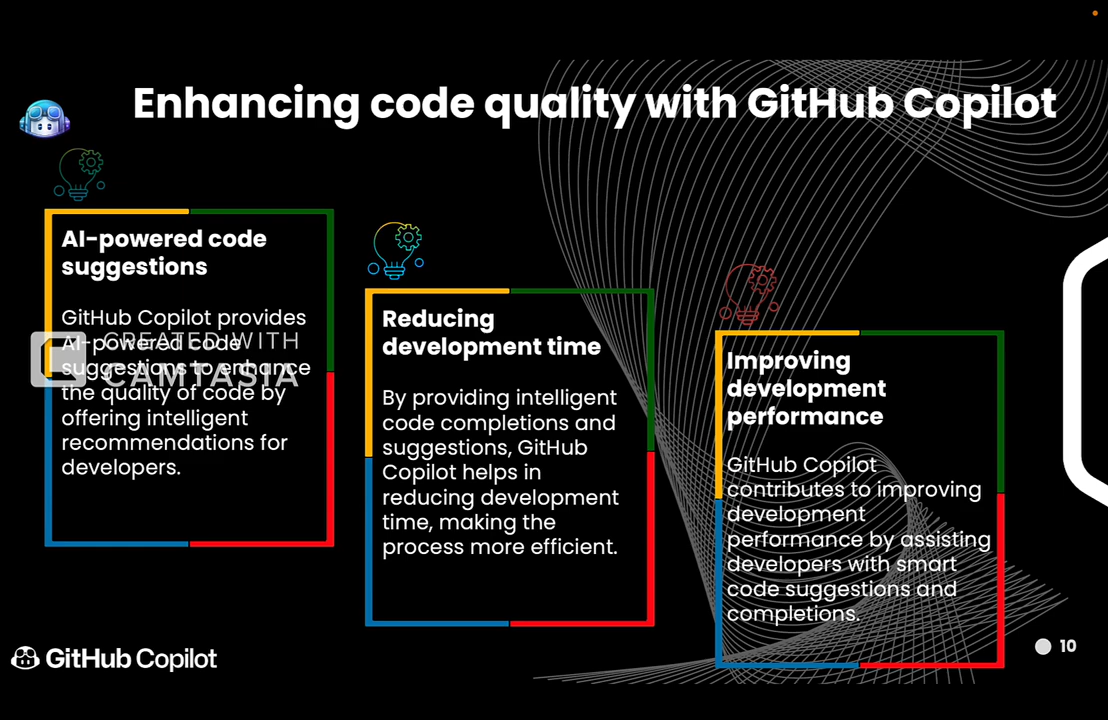 Enhancing code quality with GitHub Copilot
AI-powered code
suggestions
GitHub Copilot provides
AI-powered code
suggestions to enhance
the quality of code by
offering intelligent
recommendations for
developers.
CREATED WITH
CAMTASIA
Reducing
development time
By providing intelligent
code completions and
suggestions, GitHub
Copilot helps in
reducing development
time, making the
process more efficient.
Improving
development
performance
GitHub Copilot
contributes to improving
development
performance by assisting
developers with smart
code suggestions and
completions.
GitHub Copilot
10